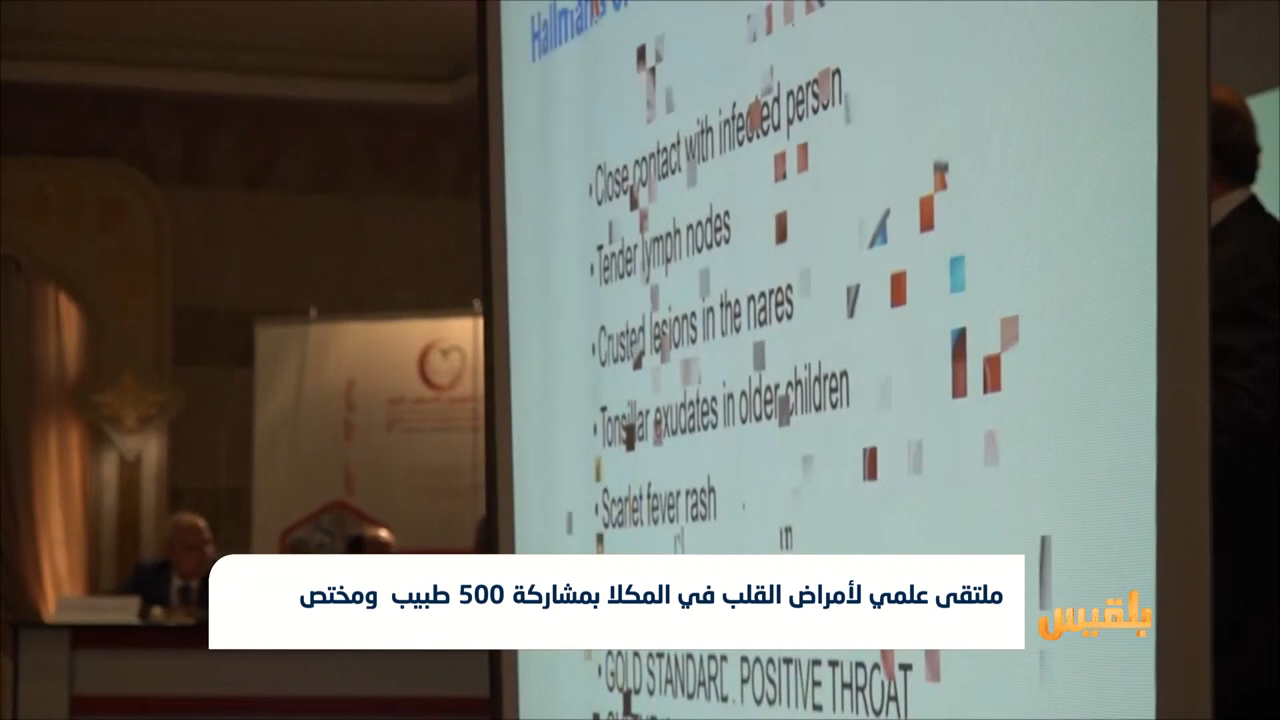 Hallmarks
• Close contact with infected person
• Tender lymph nodes
• Crusted lesions in the nares
• Tonsillar exudates in older children
• Scarlet fever rash
ملتقى علمي لأمراض القلب في المكلا بمشاركة 500 طبيب ومختص
بلقيس
• GOLD STANDARD: POSITIVE THROAT